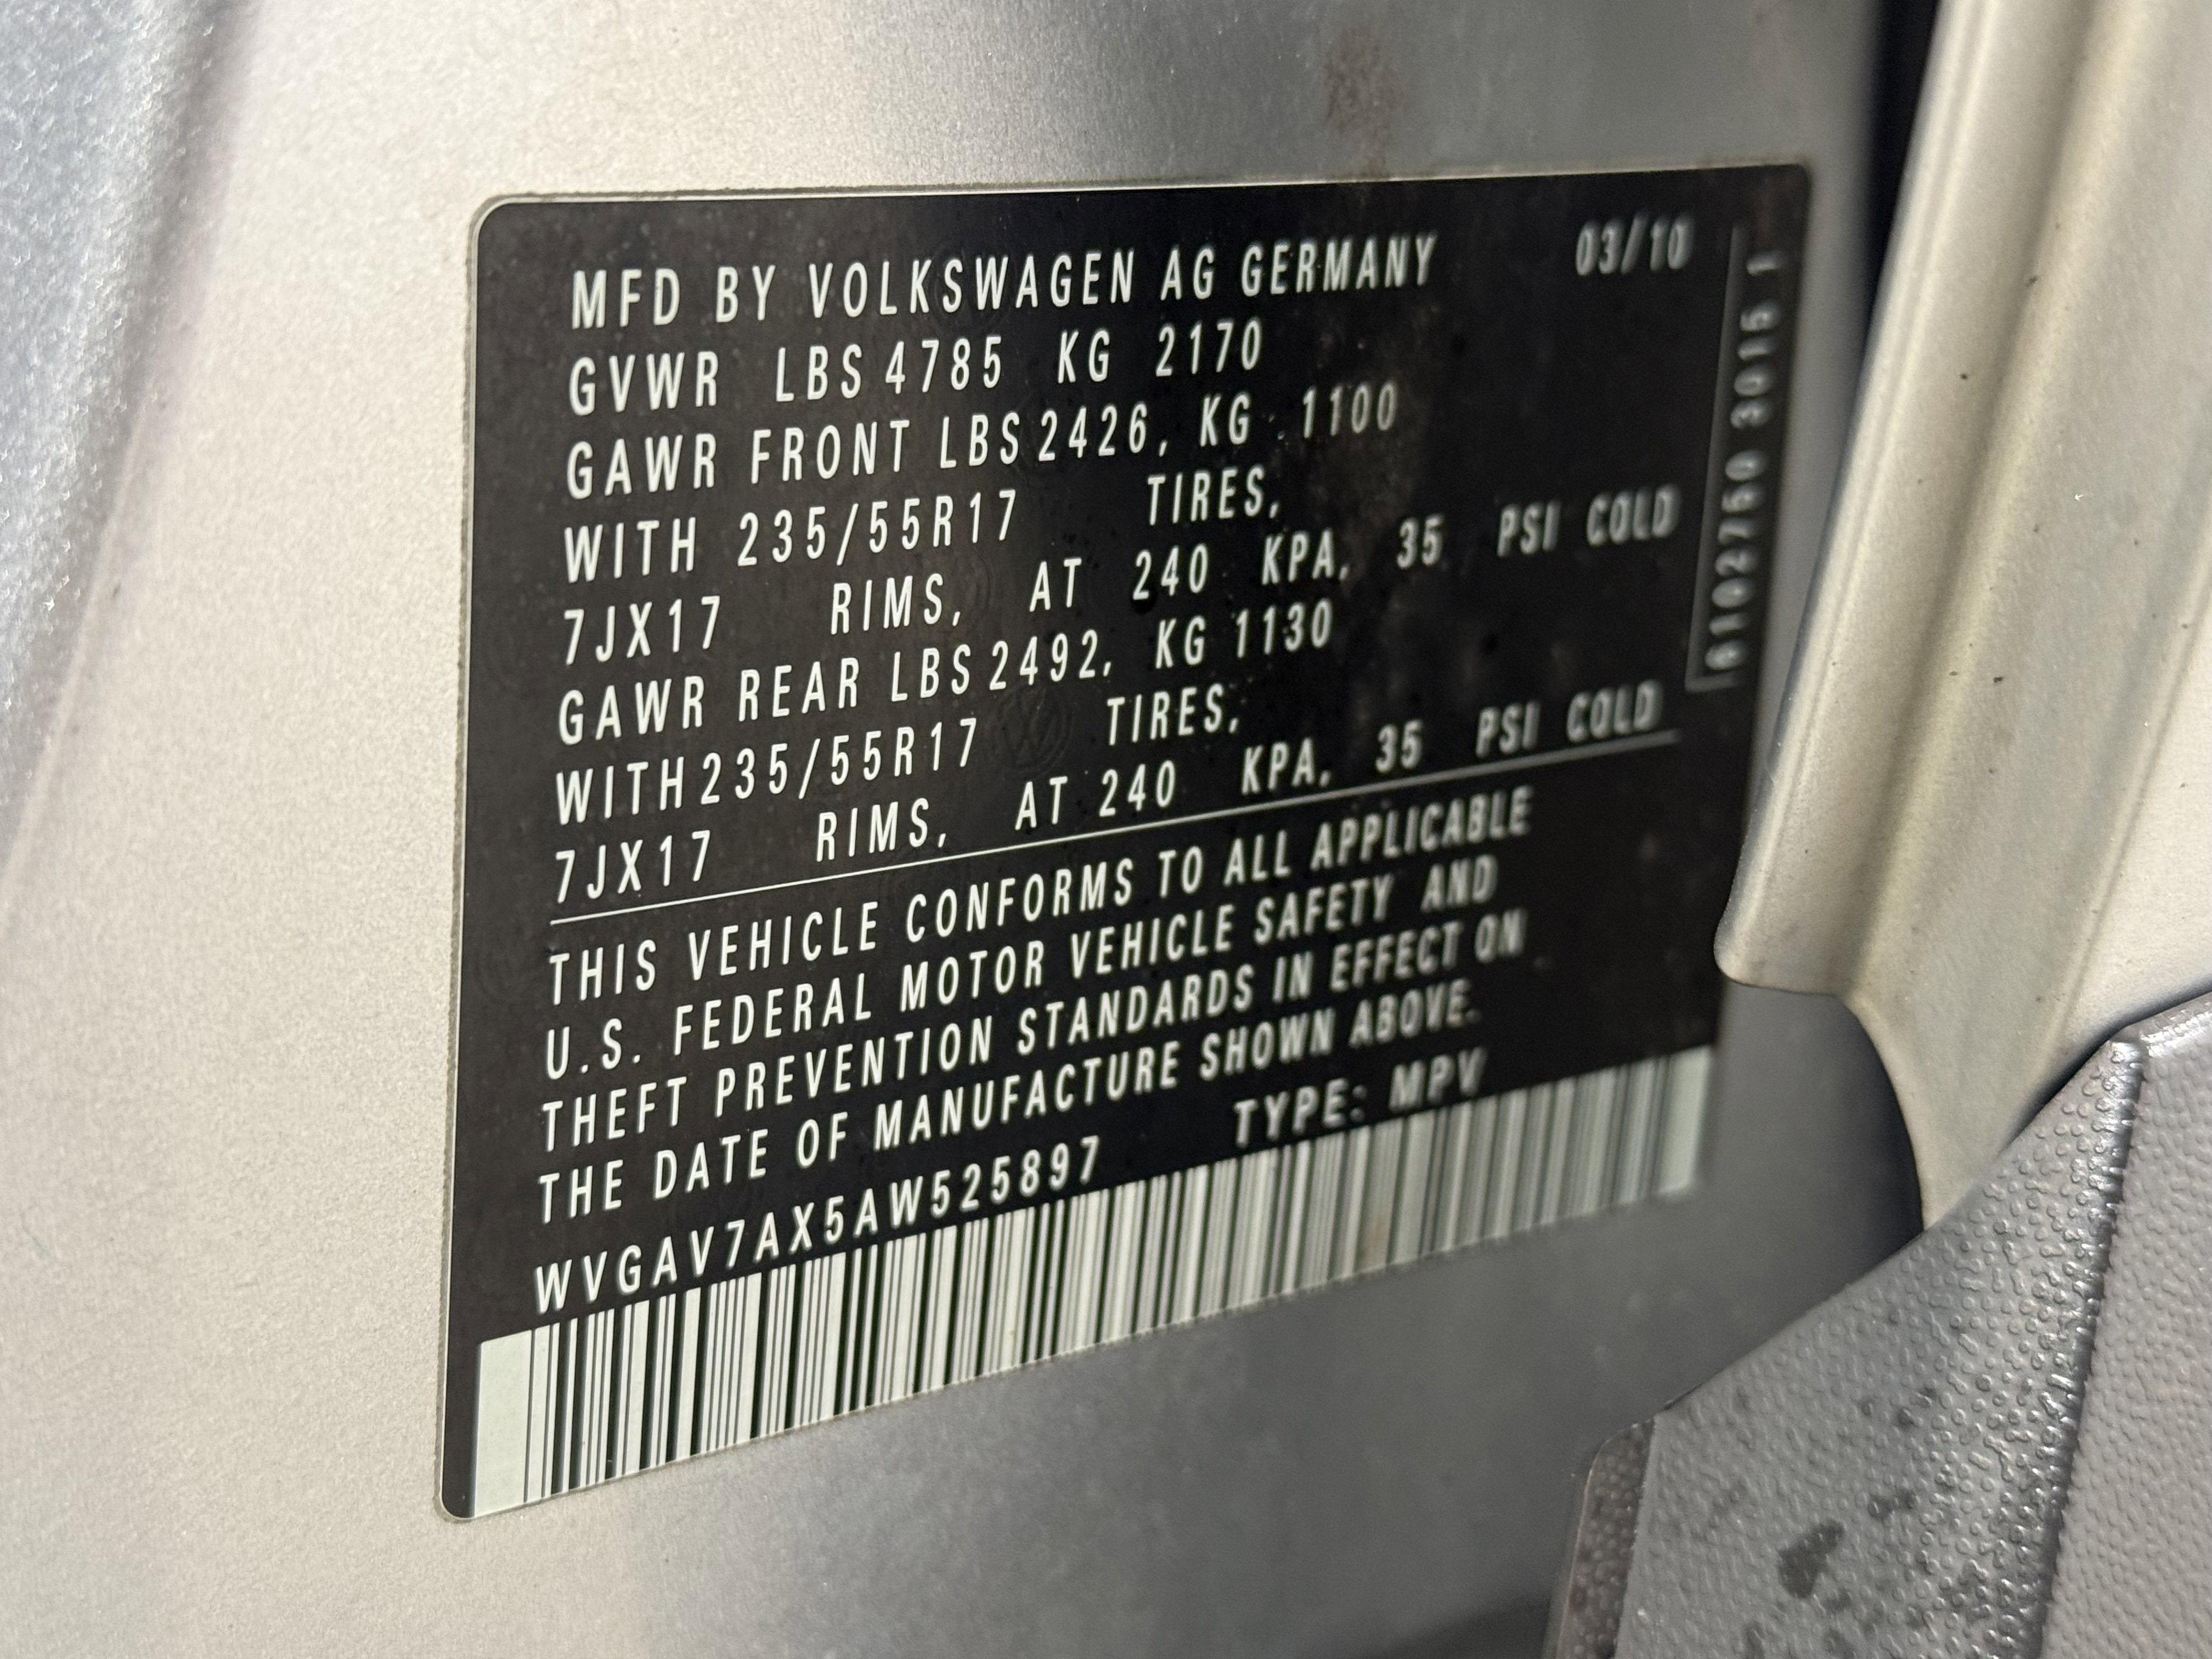 MFD BY VOLKSWAGEN AG GERMANY 03/10
GVWR LBS 4785 KG 2170
GAWR FRONT LBS 2426, KG 1100
WITH 235/55R17 TIRES,
7JX17 RIMS, AT 240 KPA, 35 PSI COLD
GAWR REAR LBS 2492, KG 1130
WITH 235/55R17 TIRES,
7JX17 RIMS, AT 240 KPA, 35 PSI COLD
THIS VEHICLE CONFORMS TO ALL APPLICABLE
U.S. FEDERAL MOTOR VEHICLE SAFETY AND
THEFT PREVENTION STANDARDS IN EFFECT ON
THE DATE OF MANUFACTURE SHOWN ABOVE.
WVGAV7AX5AW525897 TYPE: MPV